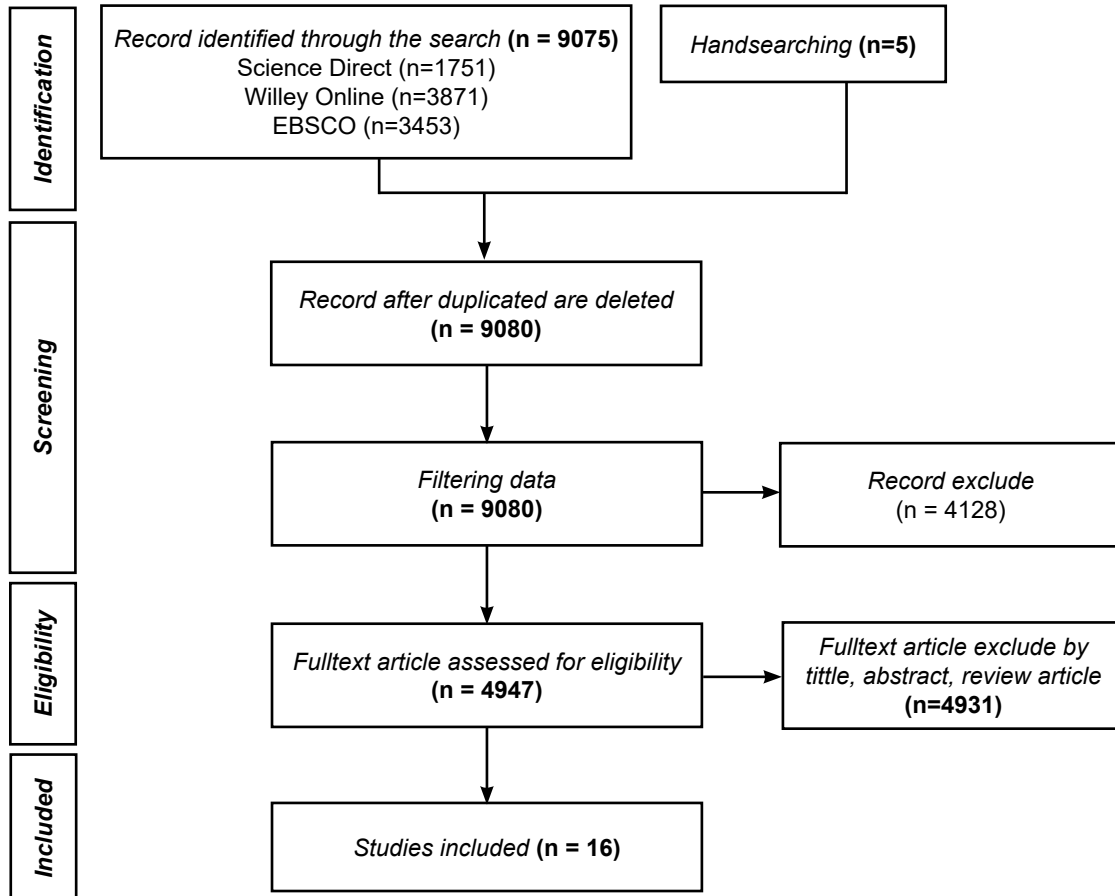 Identification
Record identified through the search (n = 9075)
Science Direct (n=1751)
Willey Online (n=3871)
EBSCO (n=3453)
Handsearching (n=5)
Screening
Record after duplicated are deleted
(n = 9080)
Filtering data
(n = 9080)
Record exclude
(n = 4128)
Eligibility
Fulltext article assessed for eligibility
(n = 4947)
Fulltext article exclude by
tittle, abstract, review article
(n=4931)
Included
Studies included (n = 16)